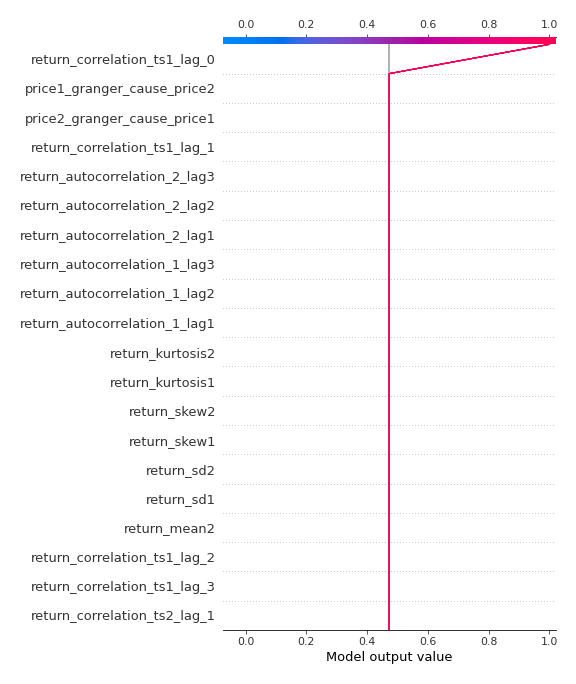 0.0 0.2 0.4 0.6 0.8 1.0
return_correlation_ts1_lag_0
price1_granger_cause_price2
price2_granger_cause_price1
return_correlation_ts1_lag_1
return_autocorrelation_2_lag3
return_autocorrelation_2_lag2
return_autocorrelation_2_lag1
return_autocorrelation_1_lag3
return_autocorrelation_1_lag2
return_autocorrelation_1_lag1
return_kurtosis2
return_kurtosis1
return_skew2
return_skew1
return_sd2
return_sd1
return_mean2
return_correlation_ts1_lag_2
return_correlation_ts1_lag_3
return_correlation_ts2_lag_1
0.0 0.2 0.4 0.6 0.8 1.0
Model output value